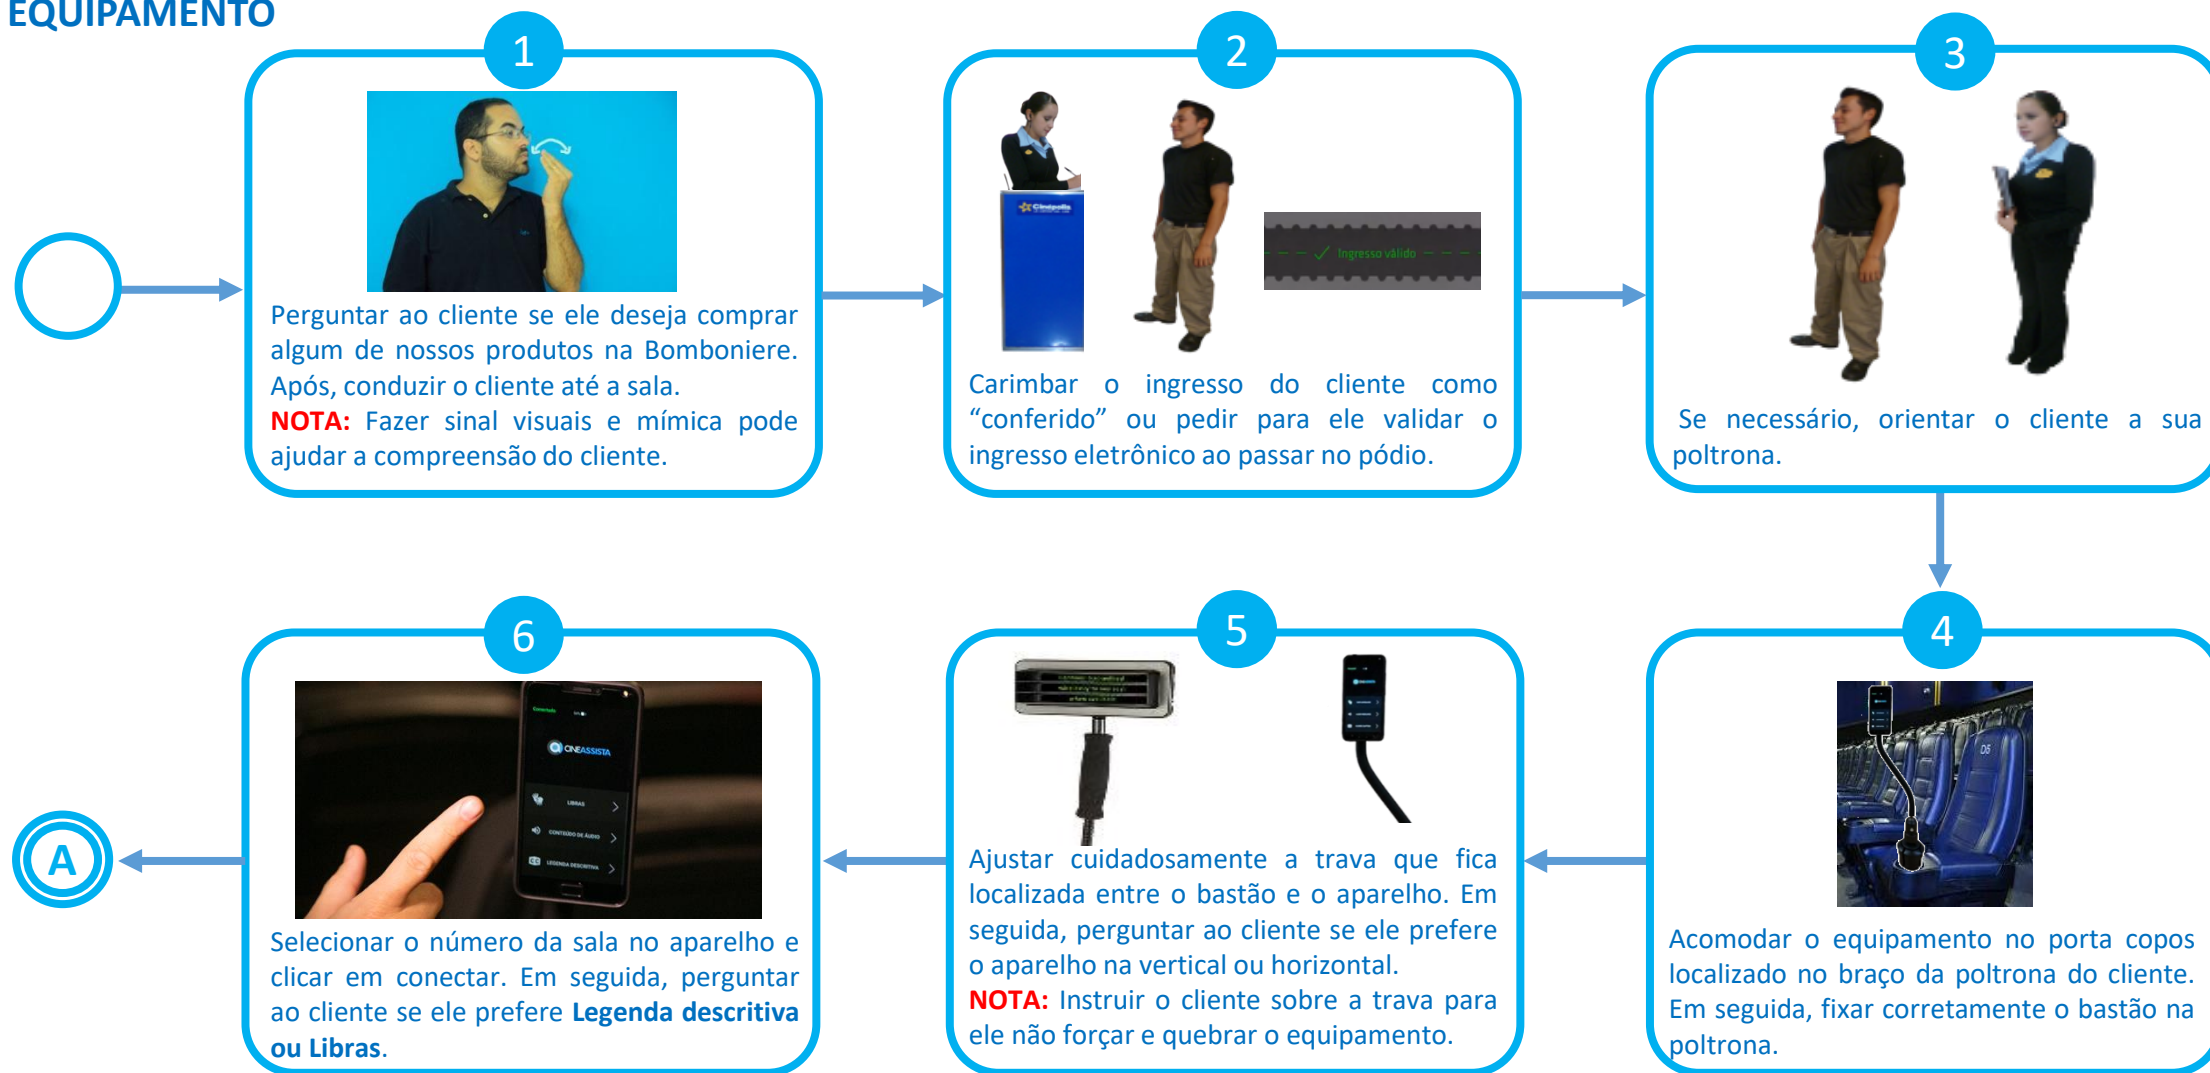 EQUIPAMENTO
1
Perguntar ao cliente se ele deseja comprar
algum de nossos produtos na Bomboniere.
Após, conduzir o cliente até a sala.
NOTA: Fazer sinal visuais e mímica pode
ajudar a compreensão do cliente.
2
Cinépolis
Ingresso válido
Carimbar o ingresso do cliente como
“conferido” ou pedir para ele validar o
ingresso eletrônico ao passar no pódio.
3
Se necessário, orientar o cliente a sua
poltrona.
4
D5
Acomodar o equipamento no porta copos
localizado no braço da poltrona do cliente.
Em seguida, fixar corretamente o bastão na
poltrona.
5
Ajustar cuidadosamente a trava que fica
localizada entre o bastão e o aparelho. Em
seguida, perguntar ao cliente se ele prefere
o aparelho na vertical ou horizontal.
NOTA: Instruir o cliente sobre a trava para
ele não forçar e quebrar o equipamento.
6
Conectado
CINEASSISTA
LIBRAS
CONTEÚDO DE ÁUDIO
CC LEGENDA DESCRITIVA
Selecionar o número da sala no aparelho e
clicar em conectar. Em seguida, perguntar
ao cliente se ele prefere Legenda descritiva
ou Libras.
A